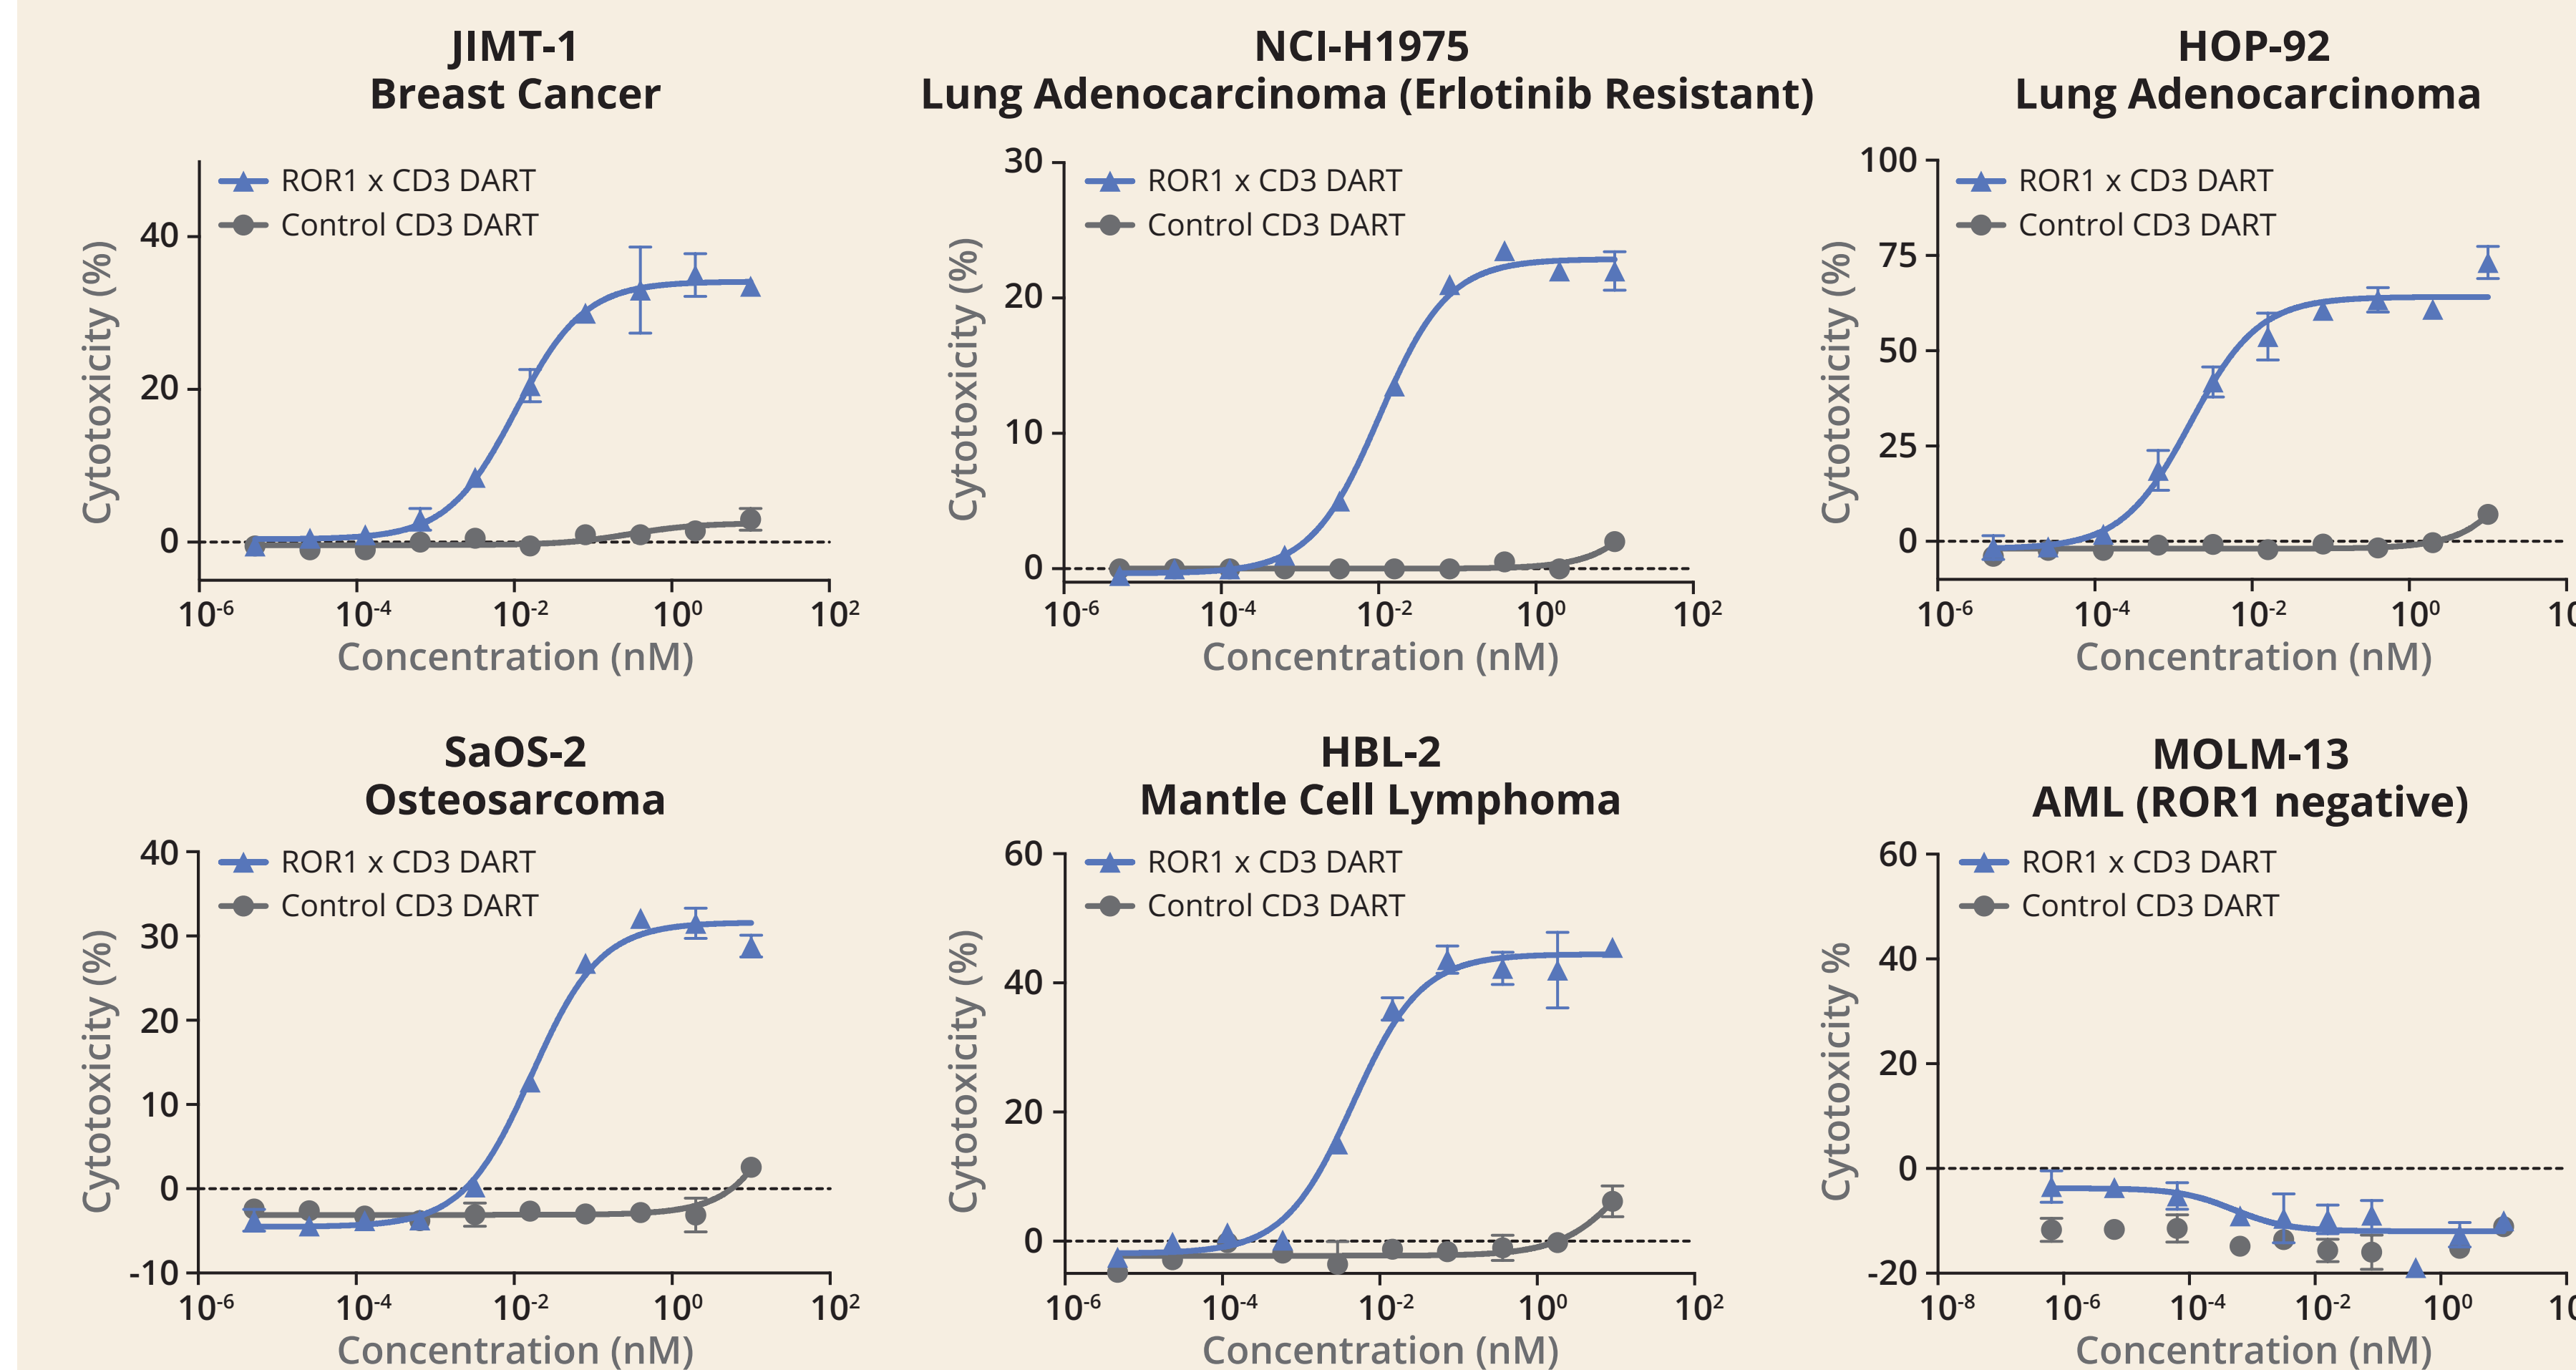 JIMT-1
Breast Cancer
ROR1 x CD3 DART
Control CD3 DART
Cytotoxicity (%)
40
20
0
10-6
10-4
10-2
100
102
Concentration (nM)
NCI-H1975
Lung Adenocarcinoma (Erlotinib Resistant)
ROR1 x CD3 DART
Control CD3 DART
Cytotoxicity (%)
30
20
10
0
10-6
10-4
10-2
100
102
Concentration (nM)
HOP-92
Lung Adenocarcinoma
ROR1 x CD3 DART
Control CD3 DART
Cytotoxicity (%)
100
75
50
25
0
10-6
10-4
10-2
100
Concentration (nM)
SaOS-2
Osteosarcoma
ROR1 x CD3 DART
Control CD3 DART
Cytotoxicity (%)
40
30
20
10
0
-10
10-6
10-4
10-2
100
102
Concentration (nM)
HBL-2
Mantle Cell Lymphoma
ROR1 x CD3 DART
Control CD3 DART
Cytotoxicity (%)
60
40
20
0
10-6
10-4
10-2
100
102
Concentration (nM)
MOLM-13
AML (ROR1 negative)
ROR1 x CD3 DART
Control CD3 DART
Cytotoxicity %
60
40
20
0
-20
10-8
10-6
10-4
10-2
100
Concentration (nM)